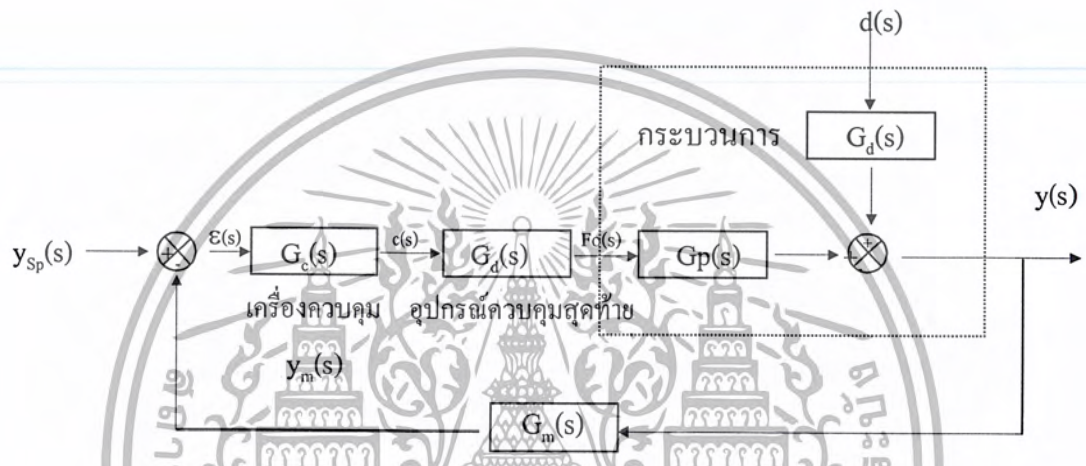 d(s)
กระบวนการ
G_d(s)
y(s)
y_Sp(s)
+
-
ε(s)
G_c(s)
c(s)
G_d(s)
Fc(s)
Gp(s)
+
+
เครื่องควบคุม
อุปกรณ์ควบคุมสุดท้าย
y_m(s)
G_m(s)